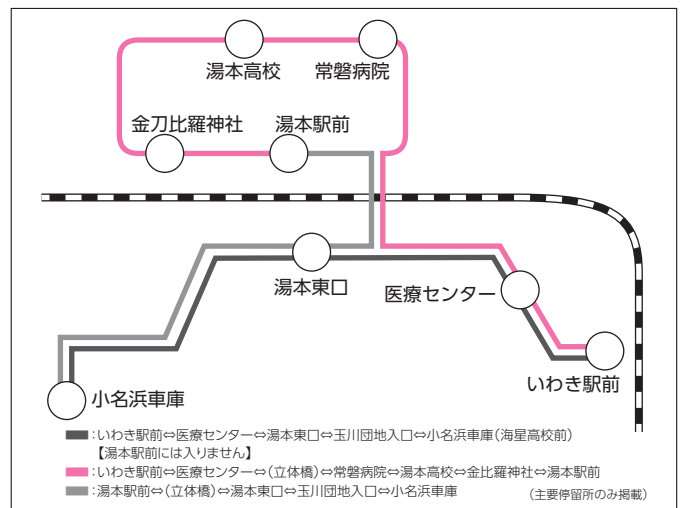 湯本高校
常磐病院
金刀比羅神社
湯本駅前
湯本東口
医療センター
いわき駅前
小名浜車庫
:いわき駅前⇔医療センター⇔湯本東口⇔玉川団地入口⇔小名浜車庫(海星高校前)
【湯本駅前には入りません】
:いわき駅前⇔医療センター⇔(立体橋)⇔常磐病院⇔湯本高校⇔金比羅神社⇔湯本駅前
:湯本駅前⇔(立体橋)⇔湯本東口⇔玉川団地入口⇔小名浜車庫
(主要停留所のみ掲載)